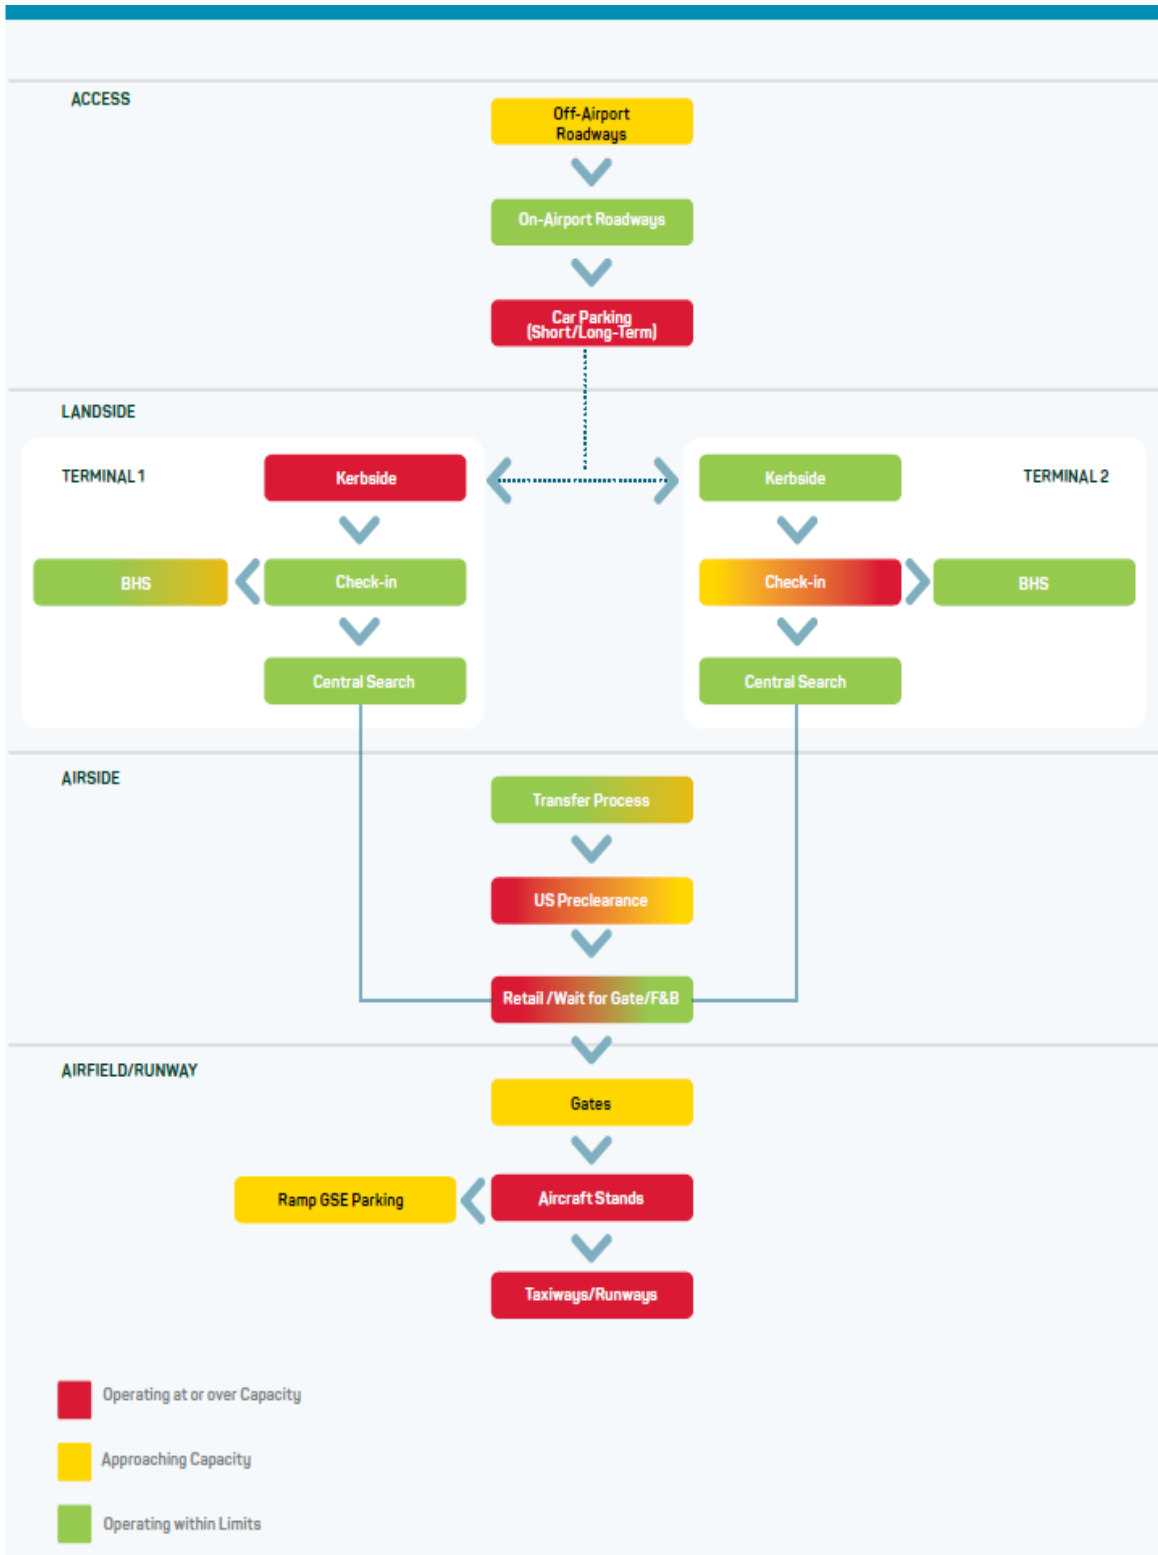 ACCESS
Off-Airport
Roadways
On-Airport Roadways
Car Parking
(Short/Long-Term)
LANDSIDE
TERMINAL 1
Kerbside
Kerbside
TERMINAL 2
BHS
Check-in
Check-in
BHS
Central Search
Central Search
AIRSIDE
Transfer Process
US Preclearance
Retail /Wait for Gate/F&B
AIRFIELD/RUNWAY
Gates
Ramp GSE Parking
Aircraft Stands
Taxiways/Runways
Operating at or over Capacity
Approaching Capacity
Operating within Limits